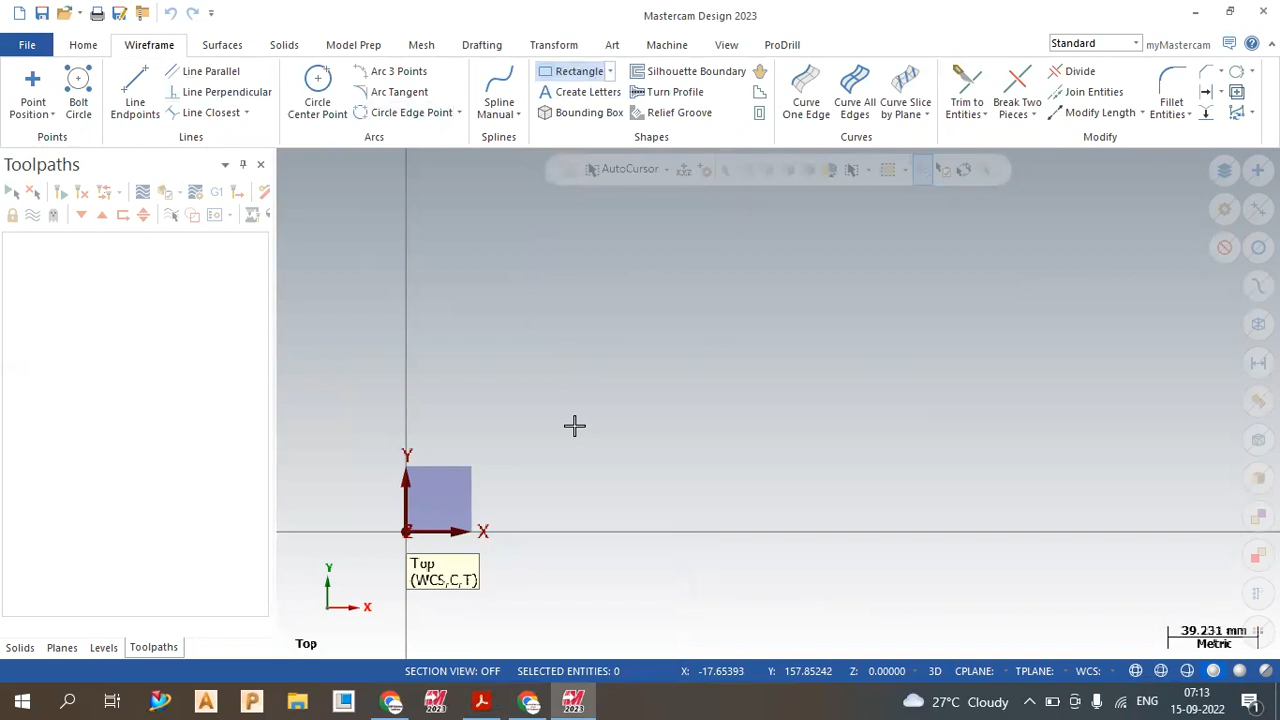 Mastercam Design 2023
File
Home
Wireframe
Surfaces
Solids
Model Prep
Mesh
Drafting
Transform
Art
Machine
View
ProDrill
Standard
myMastercam
Point Position
Bolt Circle
Points
Line Endpoints
Line Parallel
Line Perpendicular
Line Closest
Lines
Circle Center Point
Arc 3 Points
Arc Tangent
Circle Edge Point
Arcs
Spline Manual
Splines
Rectangle
Create Letters
Bounding Box
Silhouette Boundary
Turn Profile
Relief Groove
Shapes
Curve One Edge
Curve All Edges
Curve Slice by Plane
Curves
Trim to Entities
Break Two Pieces
Divide
Join Entities
Modify Length
Fillet Entities
Modify
Toolpaths
G1
AutoCursor
Y
X
Z
Top
(WCS,C,T)
Y
X
Top
39.231 mm
Metric
Solids
Planes
Levels
Toolpaths
SECTION VIEW: OFF
SELECTED ENTITIES: 0
X: -17.65393
Y: 157.85242
Z: 0.00000
3D
CPLANE:
TPLANE:
WCS:
27°C Cloudy
ENG
07:13
15-09-2022